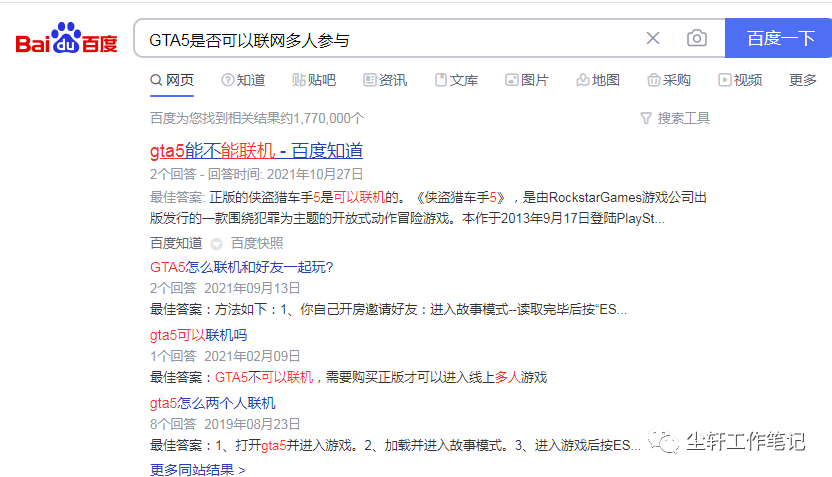 Bai du 百度 GTA5是否可以联网多人参与 百度一下
网页 知道 贴吧 资讯 文库 图片 地图 采购 视频 更多
百度为您找到相关结果约1,770,000个 搜索工具
gta5能不能联机 - 百度知道
2个回答 - 回答时间: 2021年10月27日
最佳答案: 正版的侠盗猎车手5是可以联机的。《侠盗猎车手5》，是由RockstarGames游戏公司出
版发行的一款围绕犯罪为主题的开放式动作冒险游戏。本作于2013年9月17日登陆PlaySt...
百度知道 百度快照
GTA5怎么联机和好友一起玩?
2个回答 2021年09月13日
最佳答案：方法如下：1、你自己开房邀请好友：进入故事模式--读取完毕后按“ES...
gta5可以联机吗
1个回答 2021年02月09日
最佳答案：GTA5不可以联机，需要购买正版才可以进入线上多人游戏
gta5怎么两个人联机
8个回答 2019年08月23日
最佳答案：1、打开gta5并进入游戏。2、加载并进入故事模式。3、进入游戏后按ES...
尘轩工作笔记
更多同站结果 >